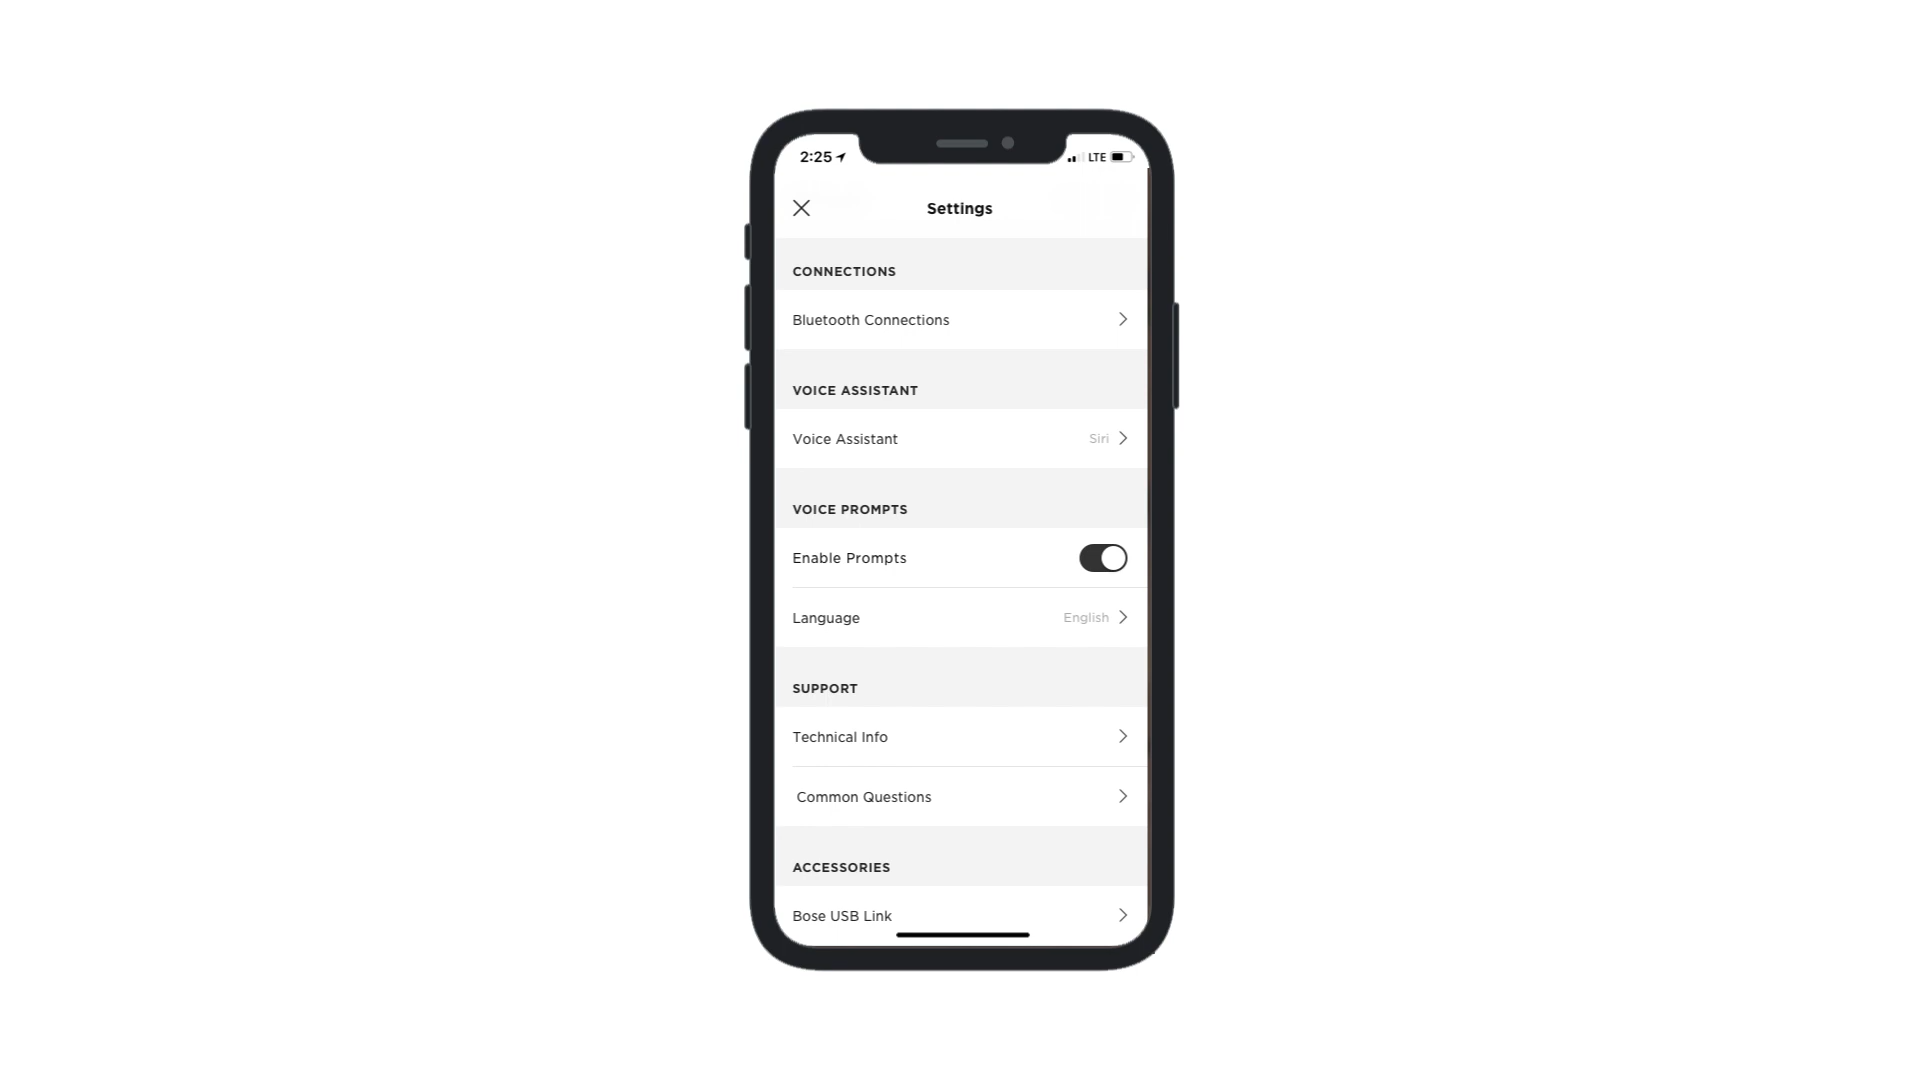 2:25 LTE
Settings
CONNECTIONS
Bluetooth Connections
VOICE ASSISTANT
Voice Assistant Siri
VOICE PROMPTS
Enable Prompts
Language English
SUPPORT
Technical Info
Common Questions
ACCESSORIES
Bose USB Link